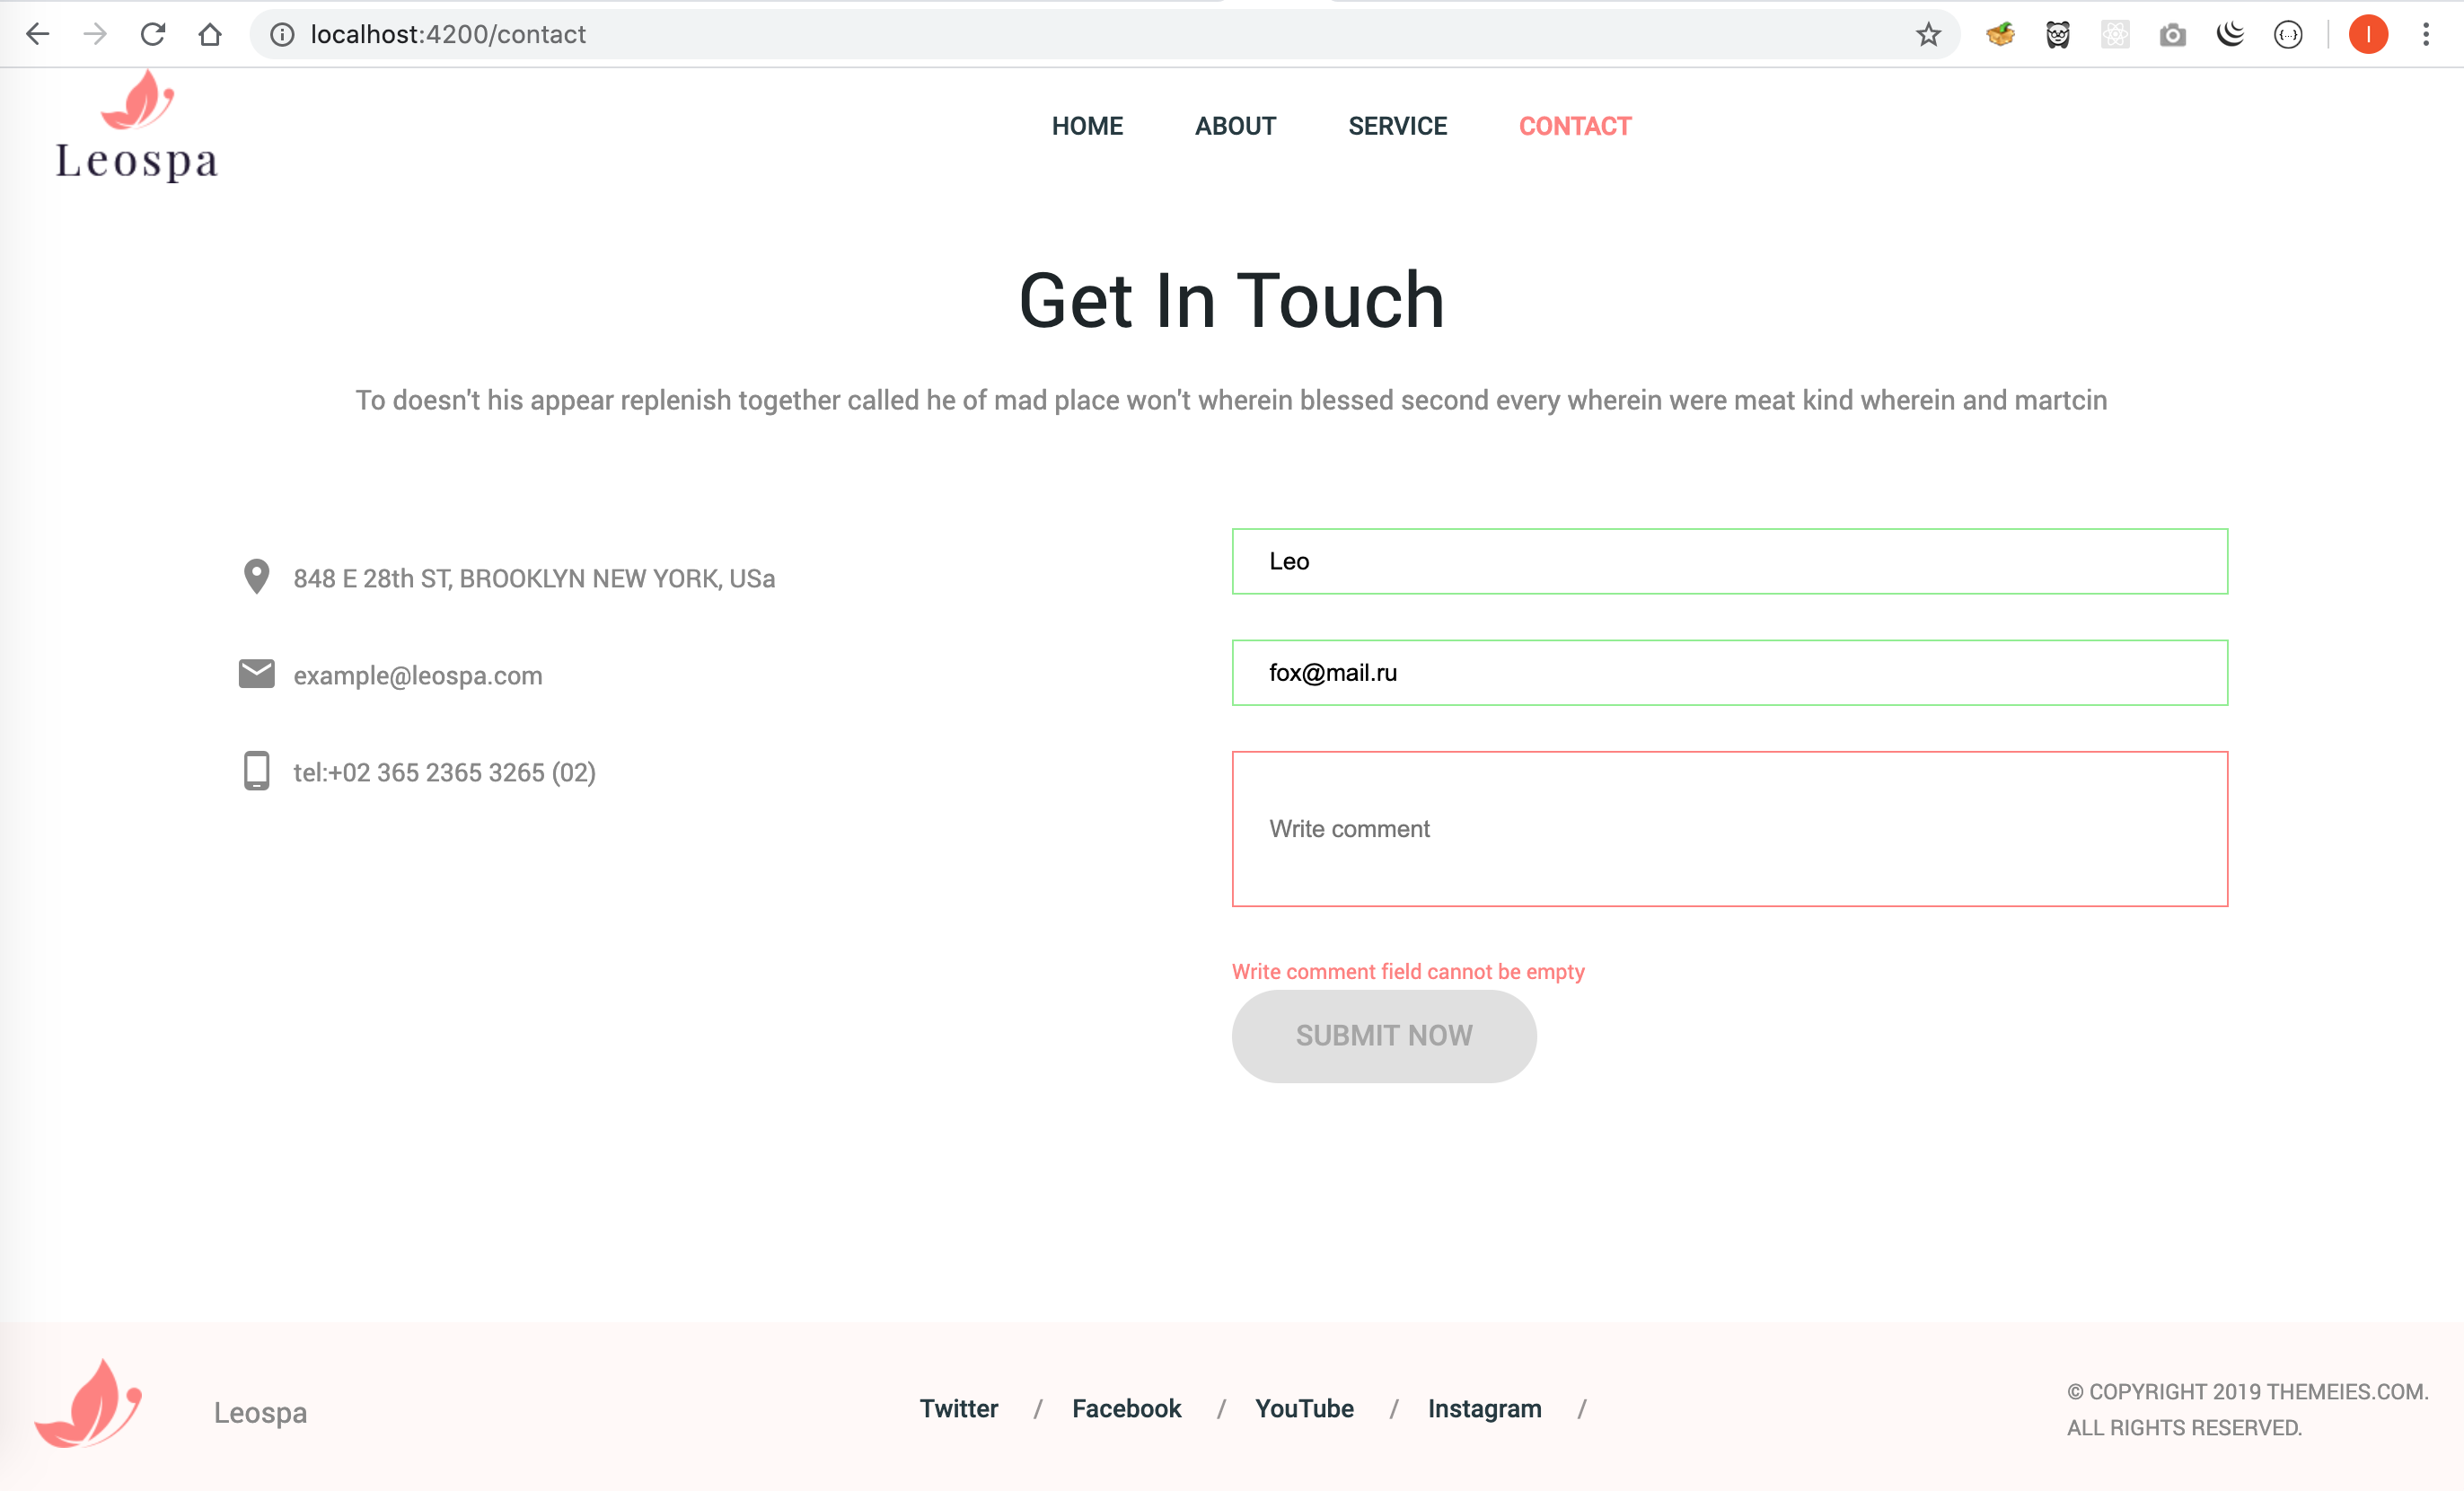 localhost:4200/contact
I
{...}
Leospa
HOME ABOUT SERVICE CONTACT
Get In Touch
To doesn't his appear replenish together called he of mad place won't wherein blessed second every wherein were meat kind wherein and martcin
848 E 28th ST, BROOKLYN NEW YORK, USa
example@leospa.com
tel:+02 365 2365 3265 (02)
Leo
fox@mail.ru
Write comment
Write comment field cannot be empty
SUBMIT NOW
Leospa
Twitter / Facebook / YouTube / Instagram /
© COPYRIGHT 2019 THEMEIES.COM.
ALL RIGHTS RESERVED.